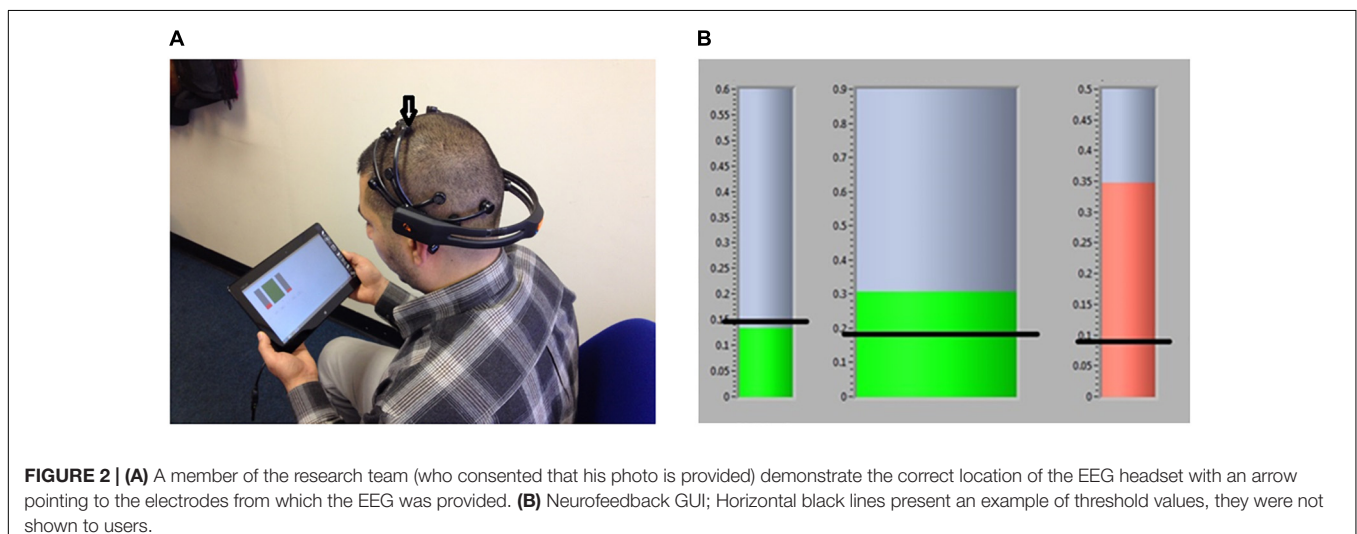 A
B
0.6 0.9 0.5
0.55 0.8 0.45
0.5 0.7 0.4
0.45 0.6 0.35
0.4 0.5 0.3
0.35 0.4 0.25
0.3 0.3 0.2
0.25 0.2 0.15
0.2 0.1 0.1
0.15 0 0.05
0.1 0
0.05
0
FIGURE 2 | (A) A member of the research team (who consented that his photo is provided) demonstrate the correct location of the EEG headset with an arrow
pointing to the electrodes from which the EEG was provided. (B) Neurofeedback GUI; Horizontal black lines present an example of threshold values, they were not
shown to users.